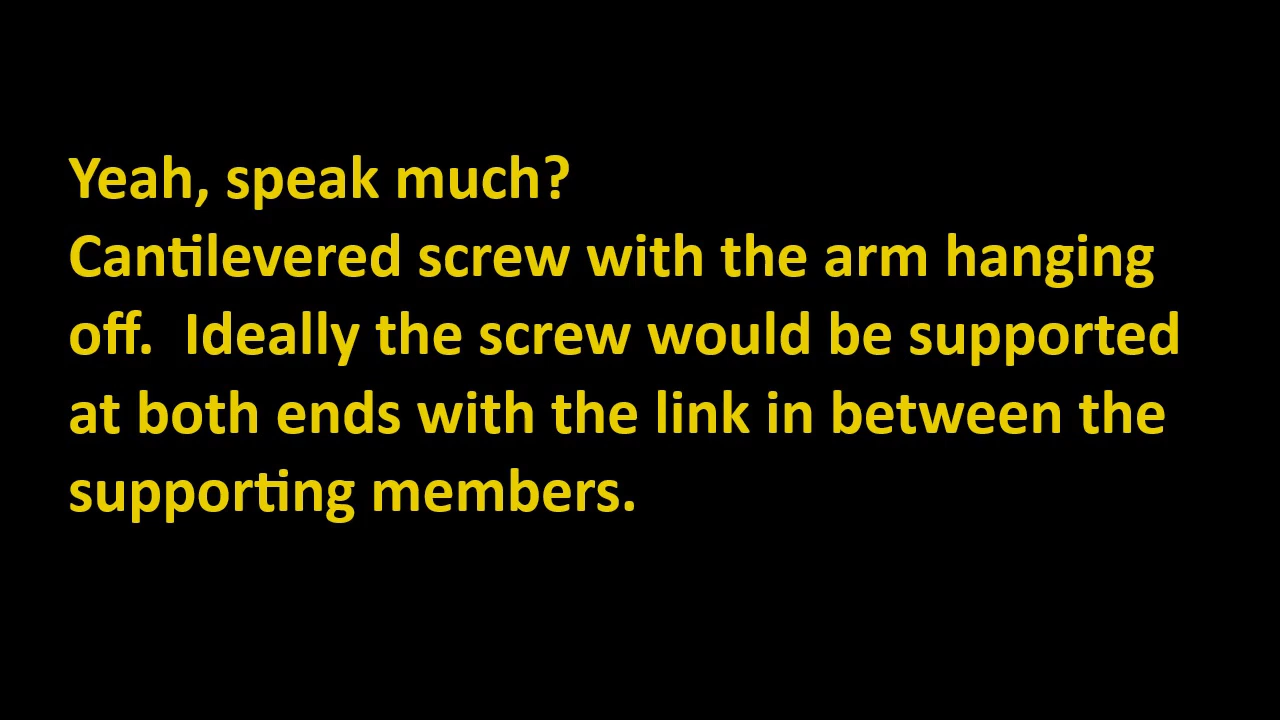 Yeah, speak much?
Cantilevered screw with the arm hanging
off.  Ideally the screw would be supported
at both ends with the link in between the
supporting members.